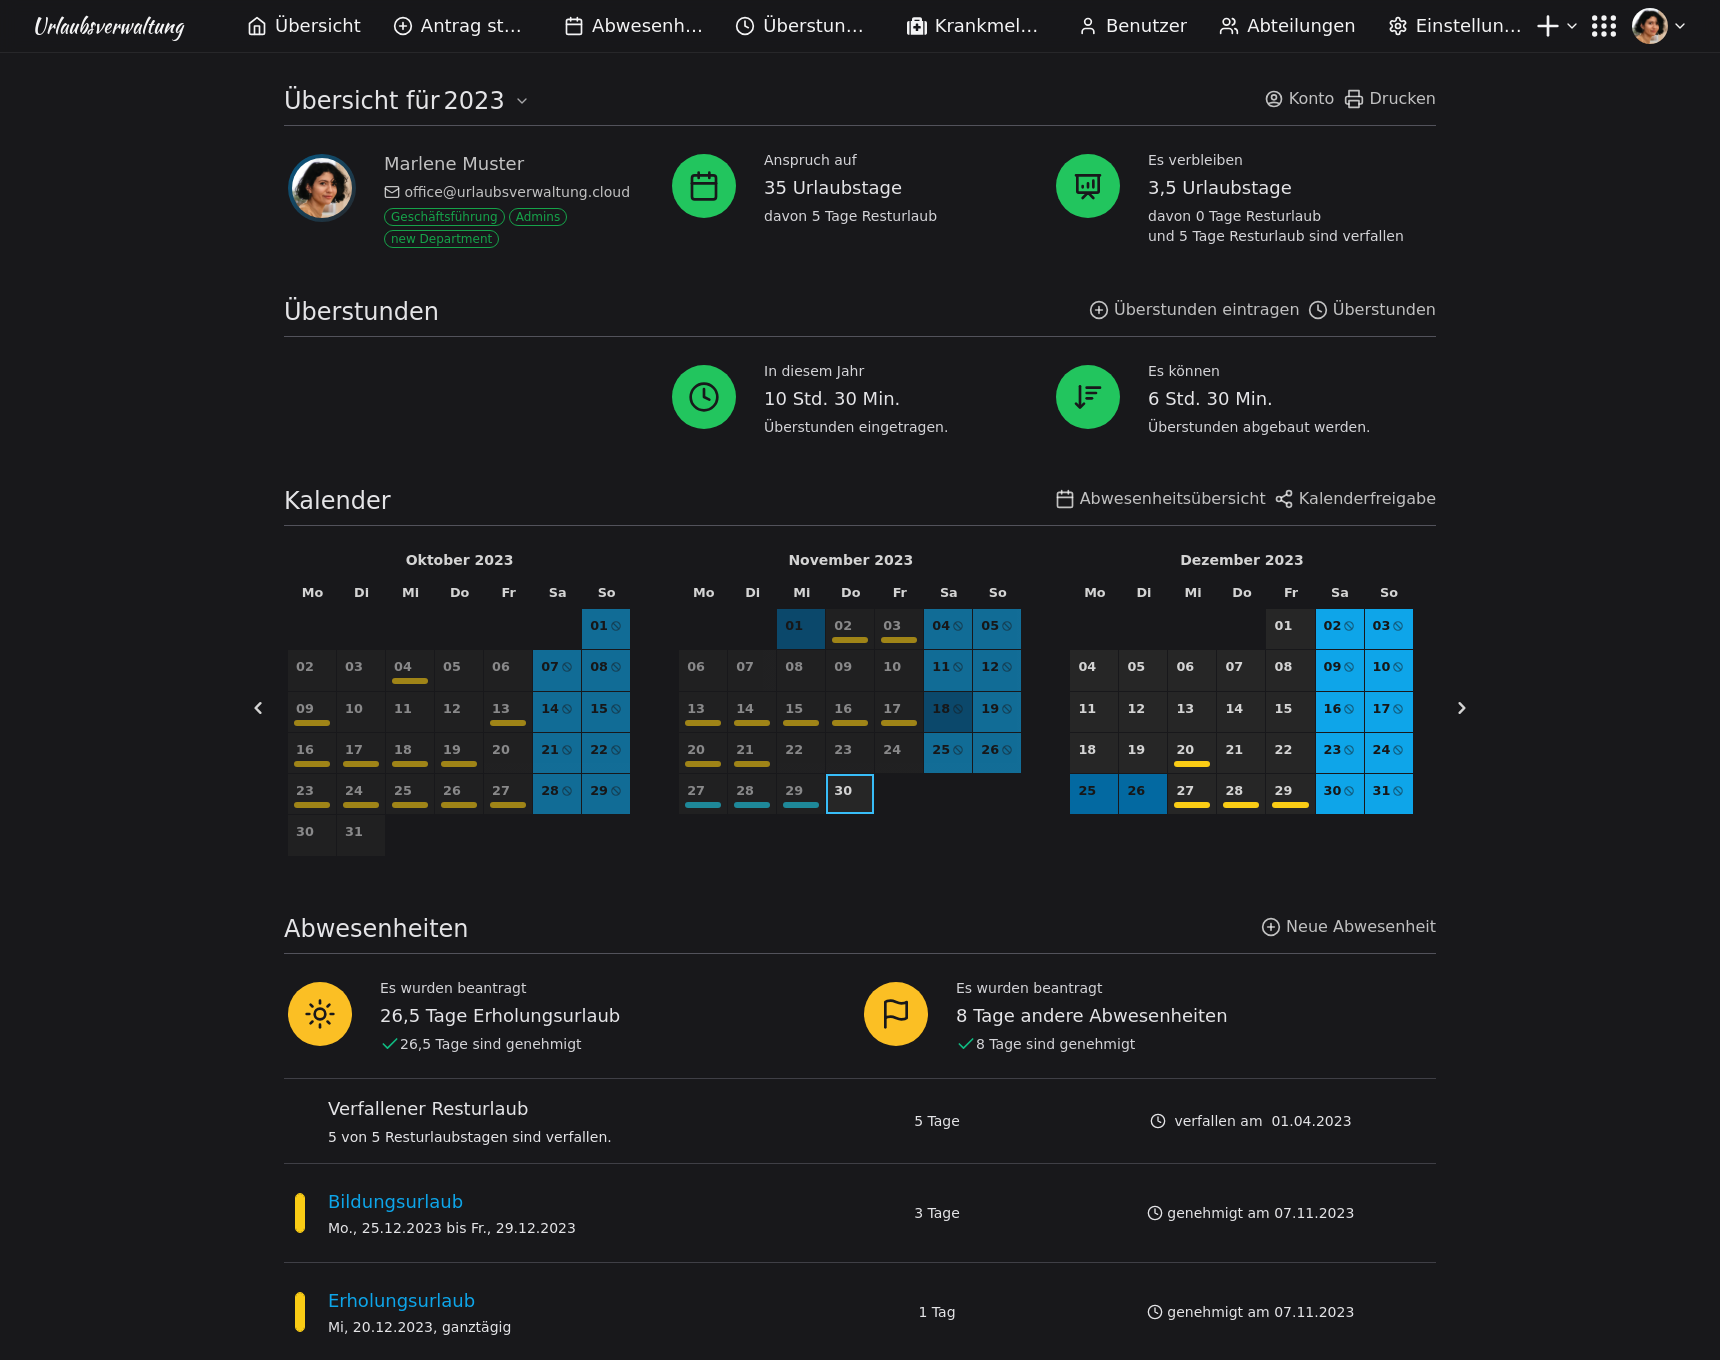 Urlaubsverwaltung Übersicht Antrag st… Abwesenh… Überstun… Krankmel… Benutzer Abteilungen Einstellun…
Übersicht für 2023 Konto Drucken
Marlene Muster
office@urlaubsverwaltung.cloud
Geschäftsführung Admins
new Department
Anspruch auf
35 Urlaubstage
davon 5 Tage Resturlaub
Es verbleiben
3,5 Urlaubstage
davon 0 Tage Resturlaub
und 5 Tage Resturlaub sind verfallen
Überstunden Überstunden eintragen Überstunden
In diesem Jahr
10 Std. 30 Min.
Überstunden eingetragen.
Es können
6 Std. 30 Min.
Überstunden abgebaut werden.
Kalender Abwesenheitsübersicht Kalenderfreigabe
Oktober 2023
Mo Di Mi Do Fr Sa So
01
02 03 04 05 06 07 08
09 10 11 12 13 14 15
16 17 18 19 20 21 22
23 24 25 26 27 28 29
30 31
November 2023
Mo Di Mi Do Fr Sa So
01 02 03 04 05
06 07 08 09 10 11 12
13 14 15 16 17 18 19
20 21 22 23 24 25 26
27 28 29 30
Dezember 2023
Mo Di Mi Do Fr Sa So
01 02 03
04 05 06 07 08 09 10
11 12 13 14 15 16 17
18 19 20 21 22 23 24
25 26 27 28 29 30 31
Abwesenheiten Neue Abwesenheit
Es wurden beantragt
26,5 Tage Erholungsurlaub
26,5 Tage sind genehmigt
Es wurden beantragt
8 Tage andere Abwesenheiten
8 Tage sind genehmigt
Verfallener Resturlaub
5 von 5 Resturlaubstagen sind verfallen.
5 Tage
verfallen am 01.04.2023
Bildungsurlaub
Mo., 25.12.2023 bis Fr., 29.12.2023
3 Tage
genehmigt am 07.11.2023
Erholungsurlaub
Mi, 20.12.2023, ganztägig
1 Tag
genehmigt am 07.11.2023